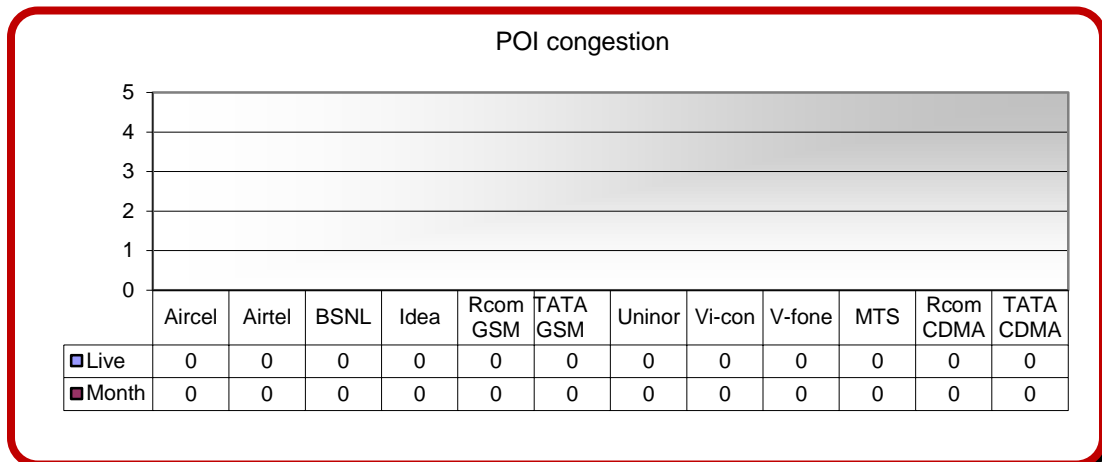 POI congestion
5
4
3
2
1
0
Aircel Airtel BSNL Idea Rcom GSM TATA GSM Uninor Vi-con V-fone MTS Rcom CDMA TATA CDMA
Live 0 0 0 0 0 0 0 0 0 0 0 0
Month 0 0 0 0 0 0 0 0 0 0 0 0